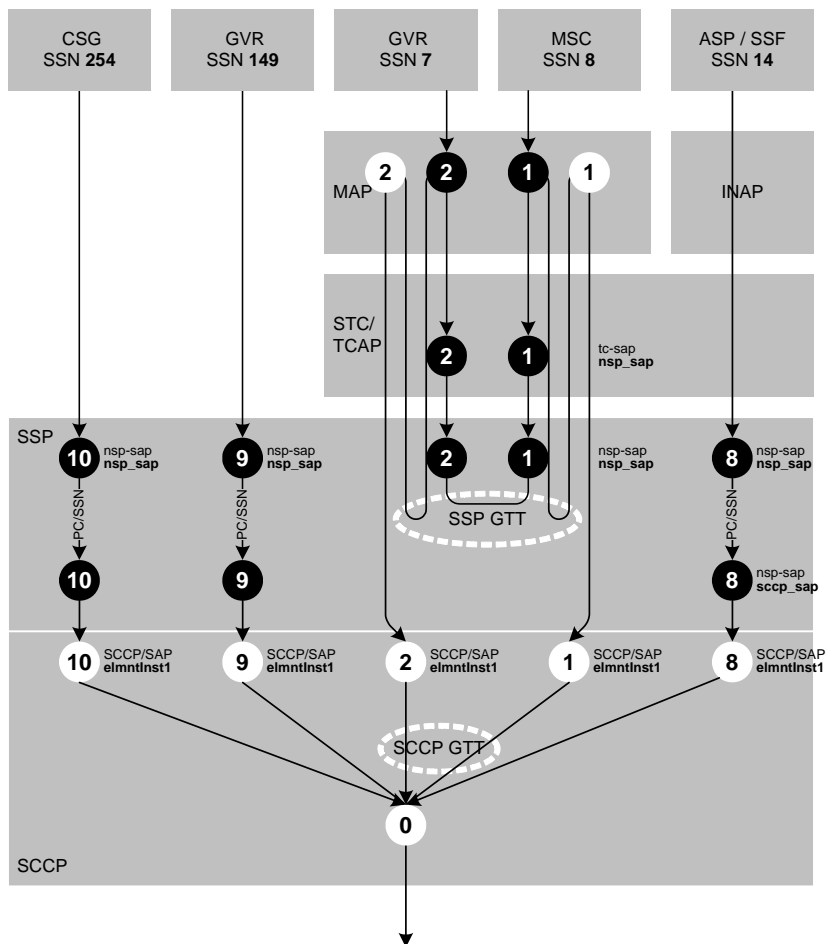 CSG
SSN 254
GVR
SSN 149
GVR
SSN 7
MSC
SSN 8
ASP / SSF
SSN 14
2
2
1
1
MAP
INAP
STC/
TCAP
2
1
tc-sap
nsp_sap
SSP
10
nsp-sap
nsp_sap
9
nsp-sap
nsp_sap
2
1
nsp-sap
nsp_sap
8
nsp-sap
nsp_sap
PC/SSN
PC/SSN
SSP GTT
PC/SSN
10
9
8
nsp-sap
sccp_sap
10
SCCP/SAP
elmntInst1
9
SCCP/SAP
elmntInst1
2
SCCP/SAP
elmntInst1
1
SCCP/SAP
elmntInst1
8
SCCP/SAP
elmntInst1
SCCP GTT
0
SCCP